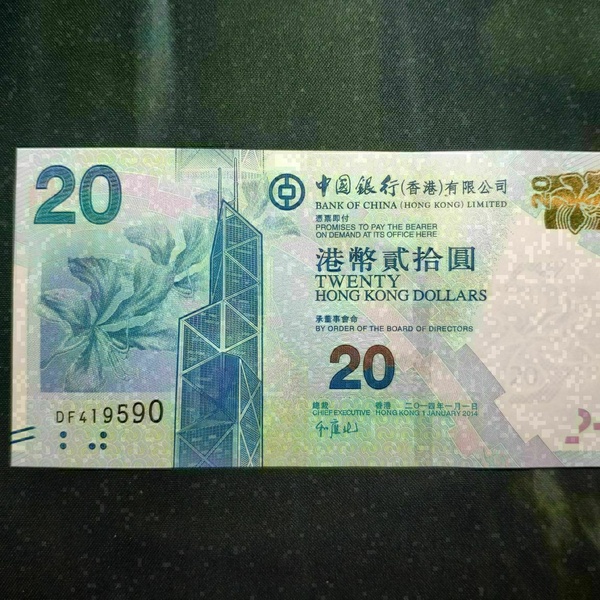 20
中國銀行(香港)有限公司
BANK OF CHINA (HONG KONG) LIMITED
憑票即付
PROMISES TO PAY THE BEARER
ON DEMAND AT ITS OFFICE HERE
港幣貳拾圓
TWENTY
HONG KONG DOLLARS
承董事會命
BY ORDER OF THE BOARD OF DIRECTORS
20
總裁 香港 二〇一四年一月一日
CHIEF EXECUTIVE HONG KONG 1 JANUARY 2014
DF419590
20